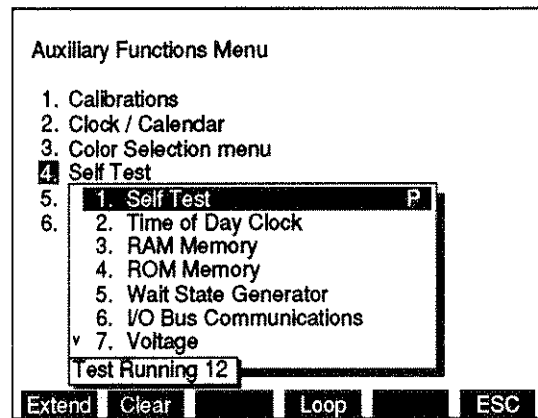 Auxiliary Functions Menu
1. Calibrations
2. Clock / Calendar
3. Color Selection menu
4. Self Test
5.
6.
1. Self Test P
2. Time of Day Clock
3. RAM Memory
4. ROM Memory
5. Wait State Generator
6. I/O Bus Communications
v 7. Voltage
Test Running 12
Extend Clear Loop ESC